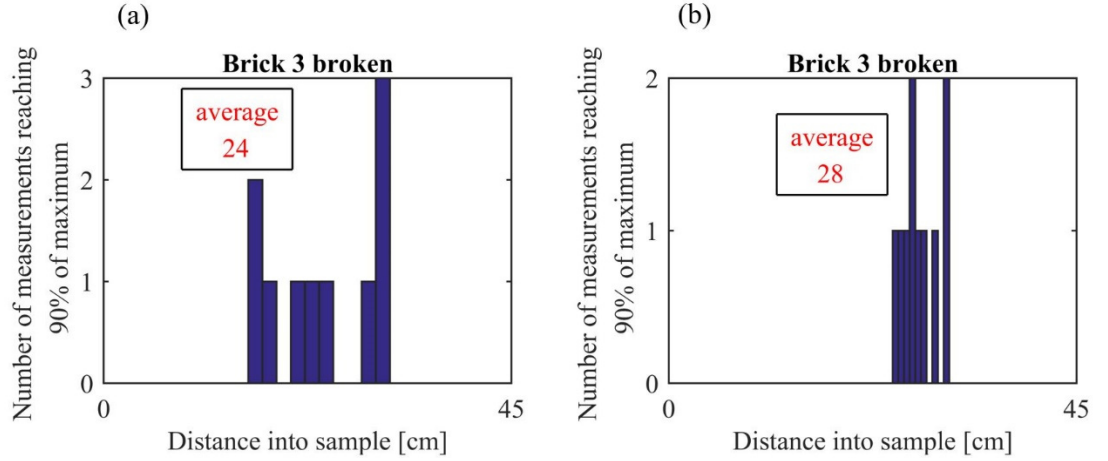 (a)
Brick 3 broken
Number of measurements reaching
90% of maximum
3
2
1
0
average
24
0
45
Distance into sample [cm]
(b)
Brick 3 broken
Number of measurements reaching
90% of maximum
2
1
0
average
28
0
45
Distance into sample [cm]